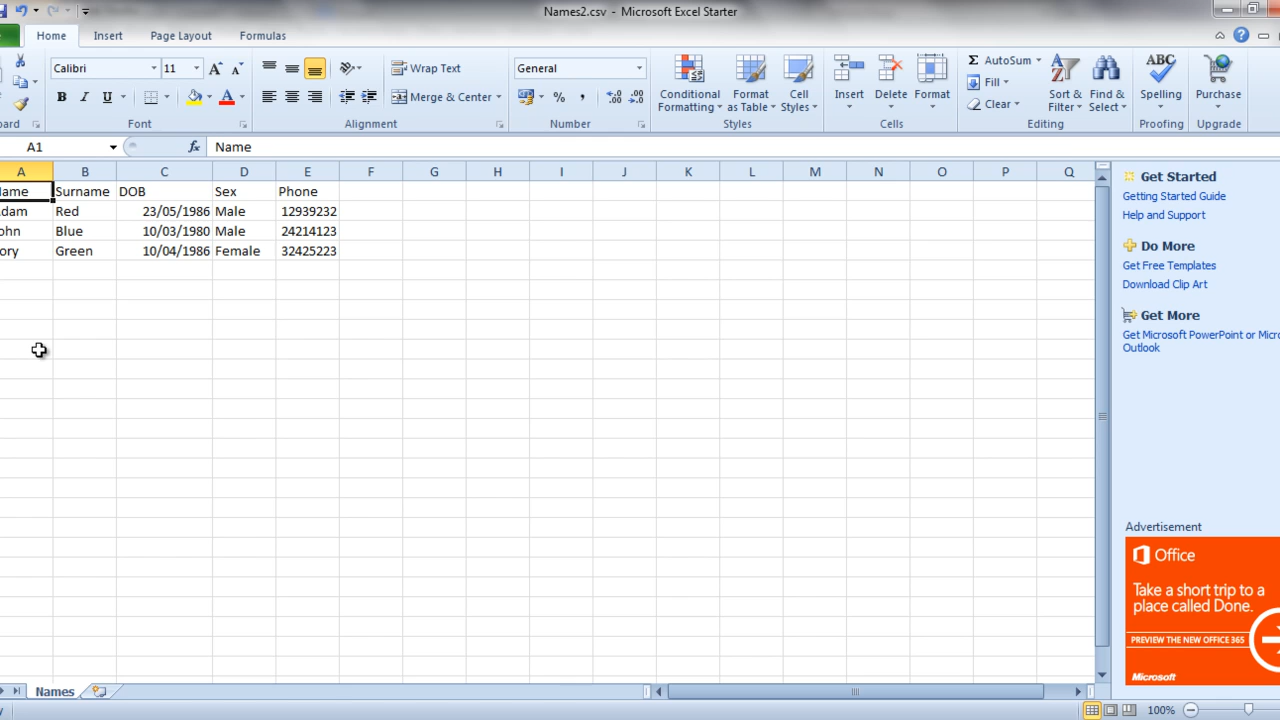 Names2.csv - Microsoft Excel Starter
Home Insert Page Layout Formulas
Calibri 11 Wrap Text General AutoSum
Fill
B I U Merge & Center % Clear
Conditional Formatting Format as Table Cell Styles Insert Delete Format Sort & Filter Find & Select Spelling Purchase
Font Alignment Number Styles Cells Editing Proofing Upgrade
A1 fx Name
A B C D E F G H I J K L M N O P Q
ame Surname DOB Sex Phone
dam Red 23/05/1986 Male 12939232
ohn Blue 10/03/1980 Male 24214123
ory Green 10/04/1986 Female 32425223
Get Started
Getting Started Guide
Help and Support
Do More
Get Free Templates
Download Clip Art
Get More
Get Microsoft PowerPoint or Micro
Outlook
Advertisement
Office
Take a short trip to a
place called Done.
PREVIEW THE NEW OFFICE 365
Microsoft
Names
100%